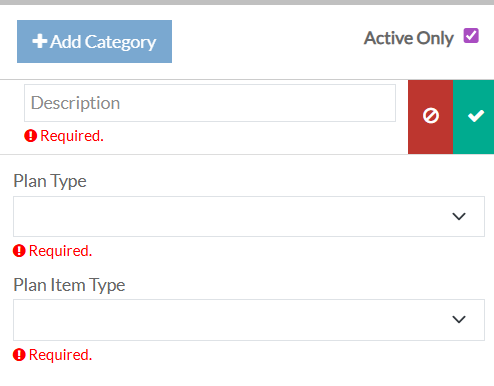 Add Category
Active Only
Description
Required.
Plan Type
Required.
Plan Item Type
Required.